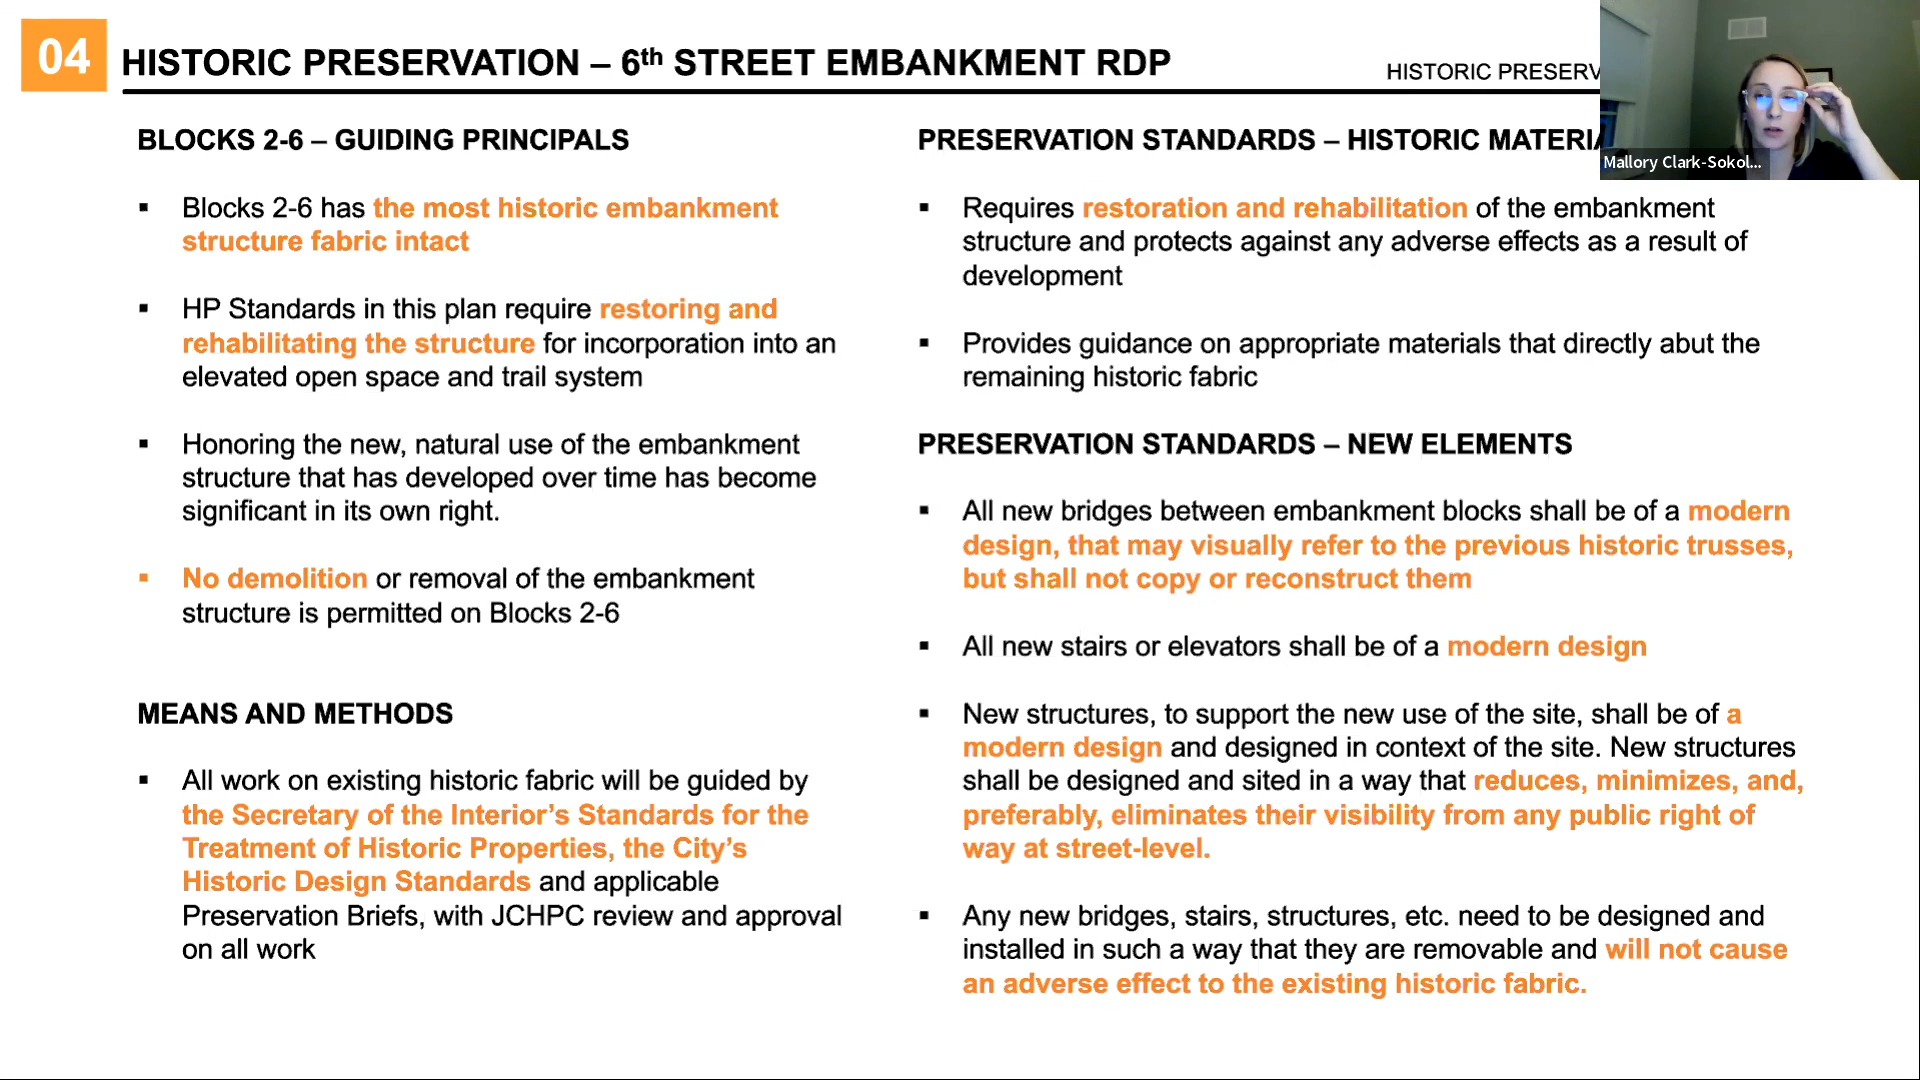 04
HISTORIC PRESERVATION – 6th STREET EMBANKMENT RDP
HISTORIC
BLOCKS 2-6 – GUIDING PRINCIPALS
▪ Blocks 2-6 has the most historic embankment
structure fabric intact
▪ HP Standards in this plan require restoring and
rehabilitating the structure for incorporation into an
elevated open space and trail system
▪ Honoring the new, natural use of the embankment
structure that has developed over time has become
significant in its own right.
▪ No demolition or removal of the embankment
structure is permitted on Blocks 2-6
MEANS AND METHODS
▪ All work on existing historic fabric will be guided by
the Secretary of the Interior’s Standards for the
Treatment of Historic Properties, the City’s
Historic Design Standards and applicable
Preservation Briefs, with JCHPC review and approval
on all work
PRESERVATION STANDARDS – HISTORIC
▪ Requires restoration and rehabilitation of the embankment
structure and protects against any adverse effects as a result of
development
▪ Provides guidance on appropriate materials that directly abut the
remaining historic fabric
PRESERVATION STANDARDS – NEW ELEMENTS
▪ All new bridges between embankment blocks shall be of a modern
design, that may visually refer to the previous historic trusses,
but shall not copy or reconstruct them
▪ All new stairs or elevators shall be of a modern design
▪ New structures, to support the new use of the site, shall be of a
modern design and designed in context of the site. New structures
shall be designed and sited in a way that reduces, minimizes, and,
preferably, eliminates their visibility from any public right of
way at street-level.
▪ Any new bridges, stairs, structures, etc. need to be designed and
installed in such a way that they are removable and will not cause
an adverse effect to the existing historic fabric.
Mallory Clark-Sokol...